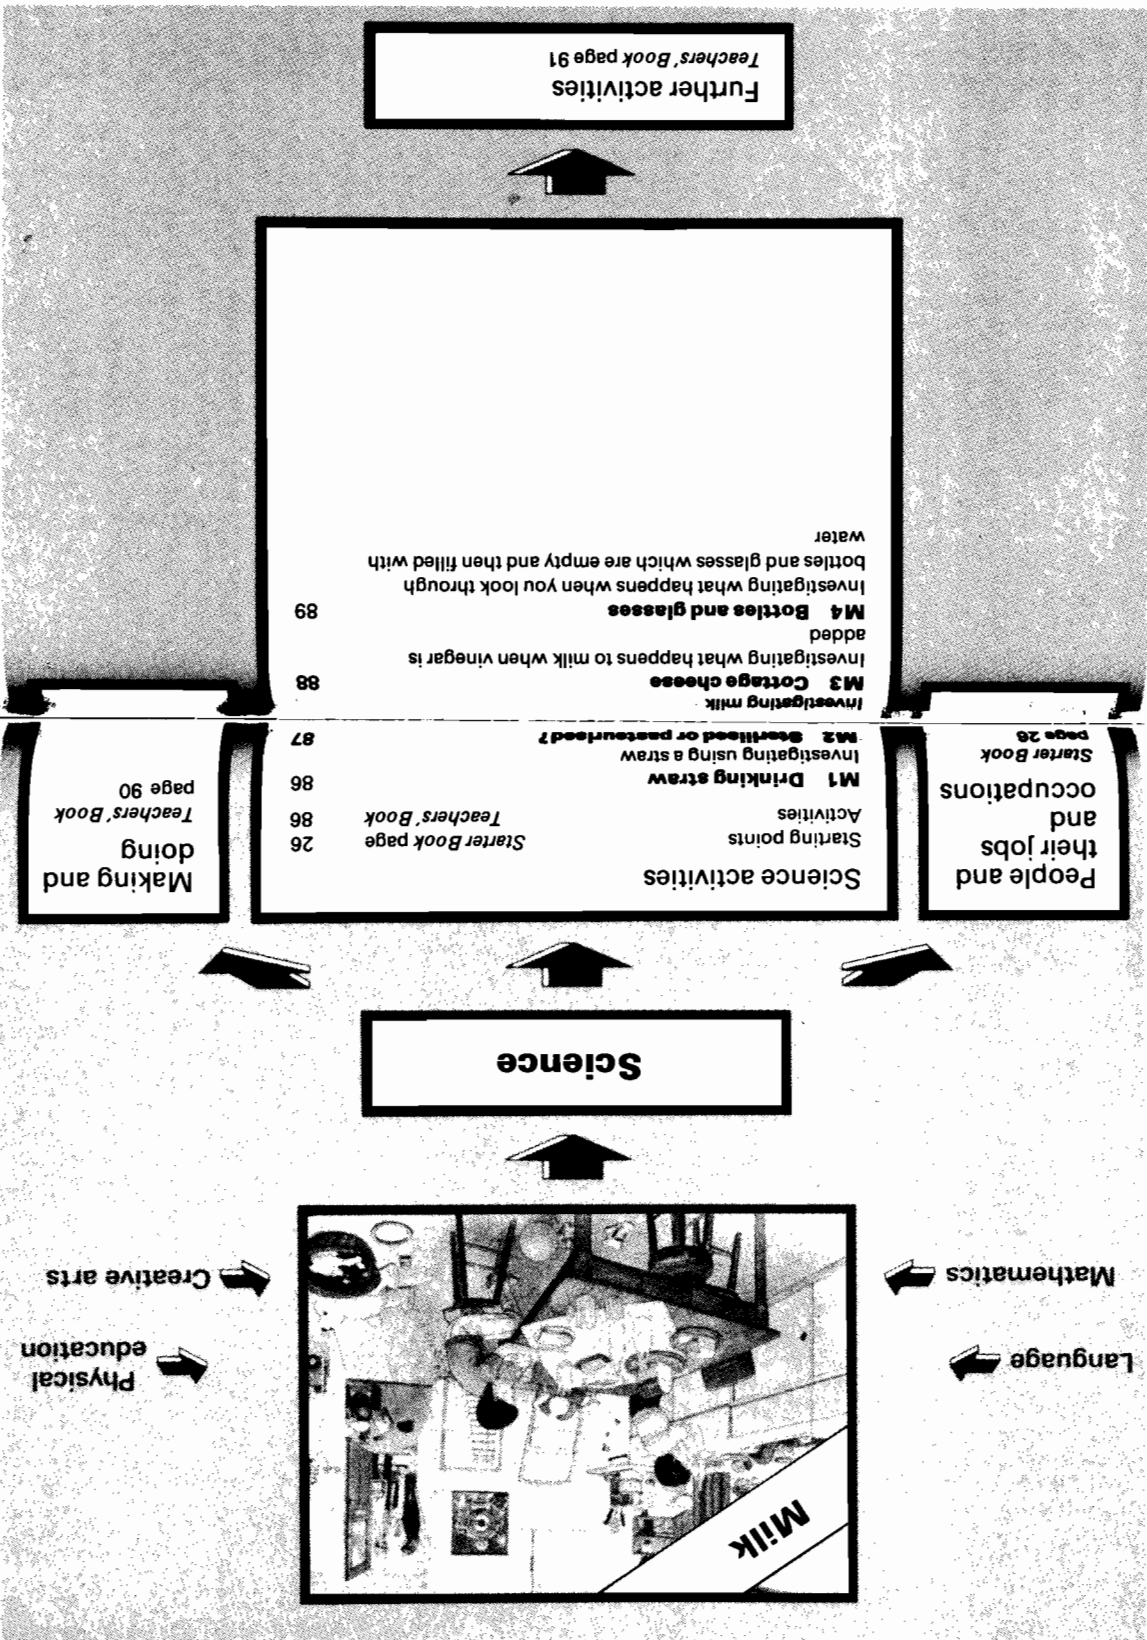 Milk
Language
Mathematics
Physical
education
Creative arts
Science
People and
their jobs
and
occupations
Starter Book
page 26
Science activities
Starting points Starter Book page 26
Activities Teachers' Book 86
M1 Drinking straw 86
Investigating using a straw
M2 Sterilised or pasteurised? 87
Investigating milk
M3 Cottage cheese 88
Investigating what happens to milk when vinegar is
added
M4 Bottles and glasses 89
Investigating what happens when you look through
bottles and glasses which are empty and then filled with
water
Making and
doing
Teachers' Book
page 90
Further activities
Teachers' Book page 91